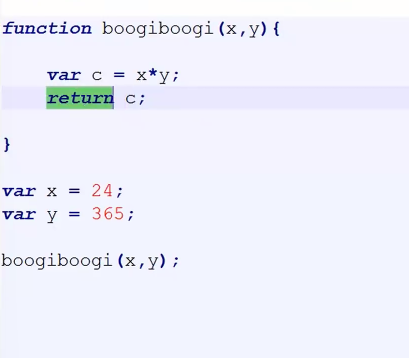 function boogiboogi(x,y){
var c = x*y;
return c;
}
var x = 24;
var y = 365;
boogiboogi(x,y);